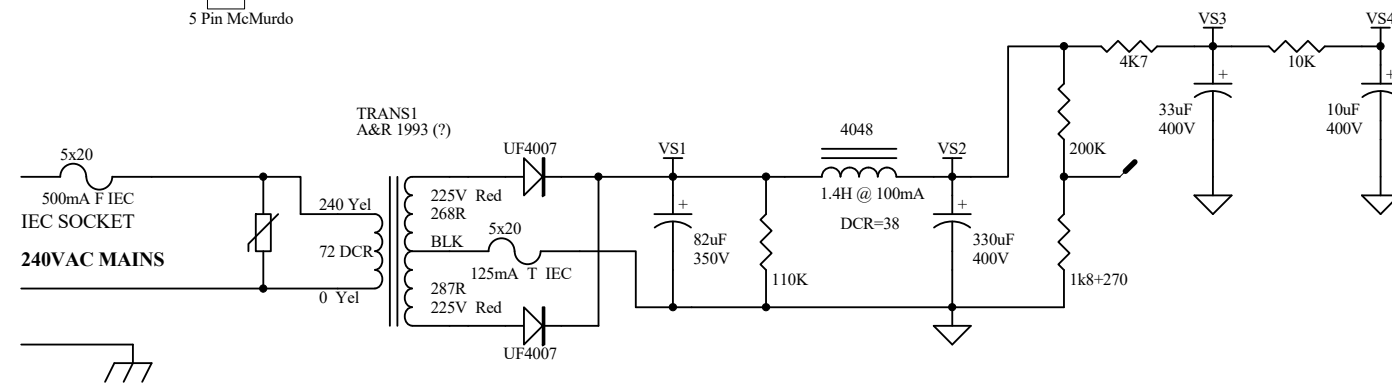 5 Pin McMurdo
VS3
VS4
4K7
10K
+
+
33uF
400V
10uF
400V
TRANS1
A&R 1993 (?)
4048
5x20
UF4007
VS1
VS2
200K
500mA F IEC
IEC SOCKET
240VAC MAINS
240 Yel
72 DCR
0 Yel
225V Red
268R
BLK
5x20
125mA T IEC
287R
225V Red
UF4007
+
82uF
350V
110K
1.4H @ 100mA
DCR=38
+
330uF
400V
1k8+270